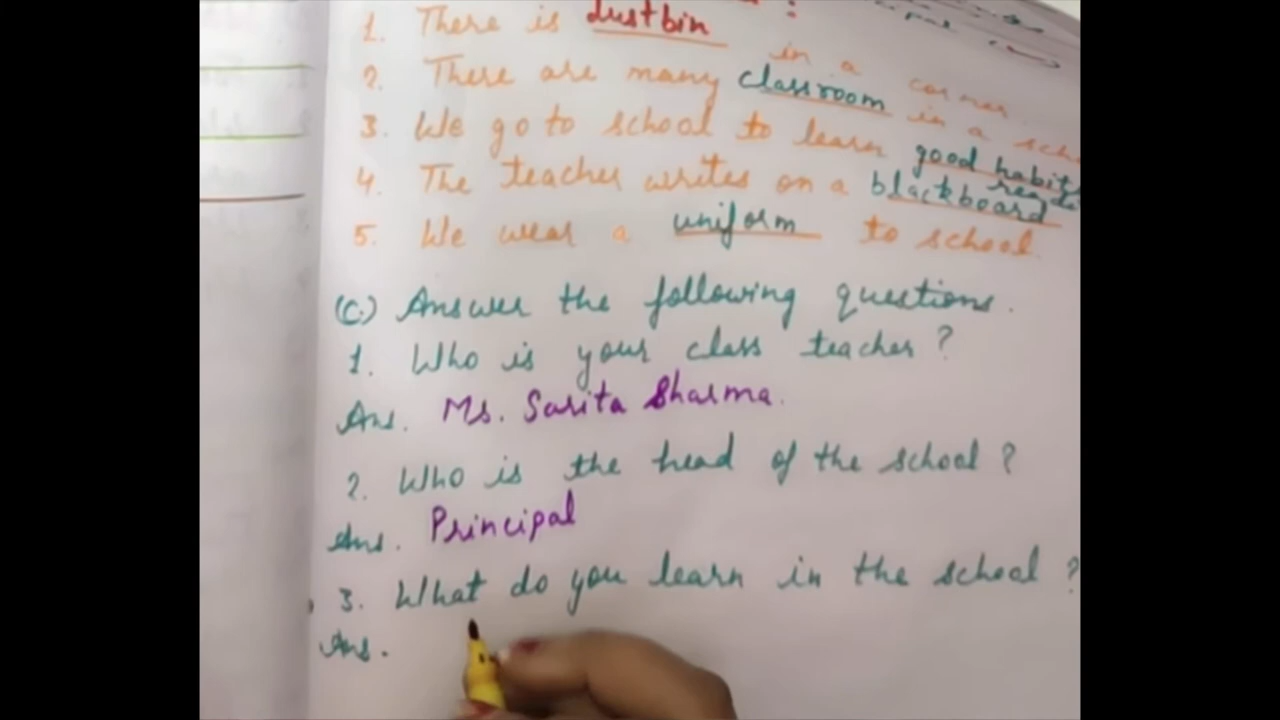 1. There is dustbin in a corner
2. There are many classroom in a
3. We go to school to learn good habits
4. The teacher writes on a blackboard
5. We wear a uniform to school.
(C.) Answer the following questions.
1. Who is your class teacher?
Ans. Ms. Sarita Sharma.
2. Who is the head of the school?
Ans. Principal
3. What do you learn in the school?
Ans.